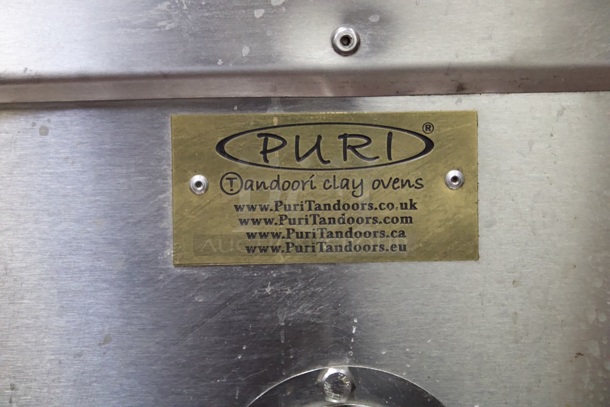 PURI®
Tandoori clay ovens
www.PuriTandoors.co.uk
www.PuriTandoors.com
www.PuriTandoors.ca
www.PuriTandoors.eu